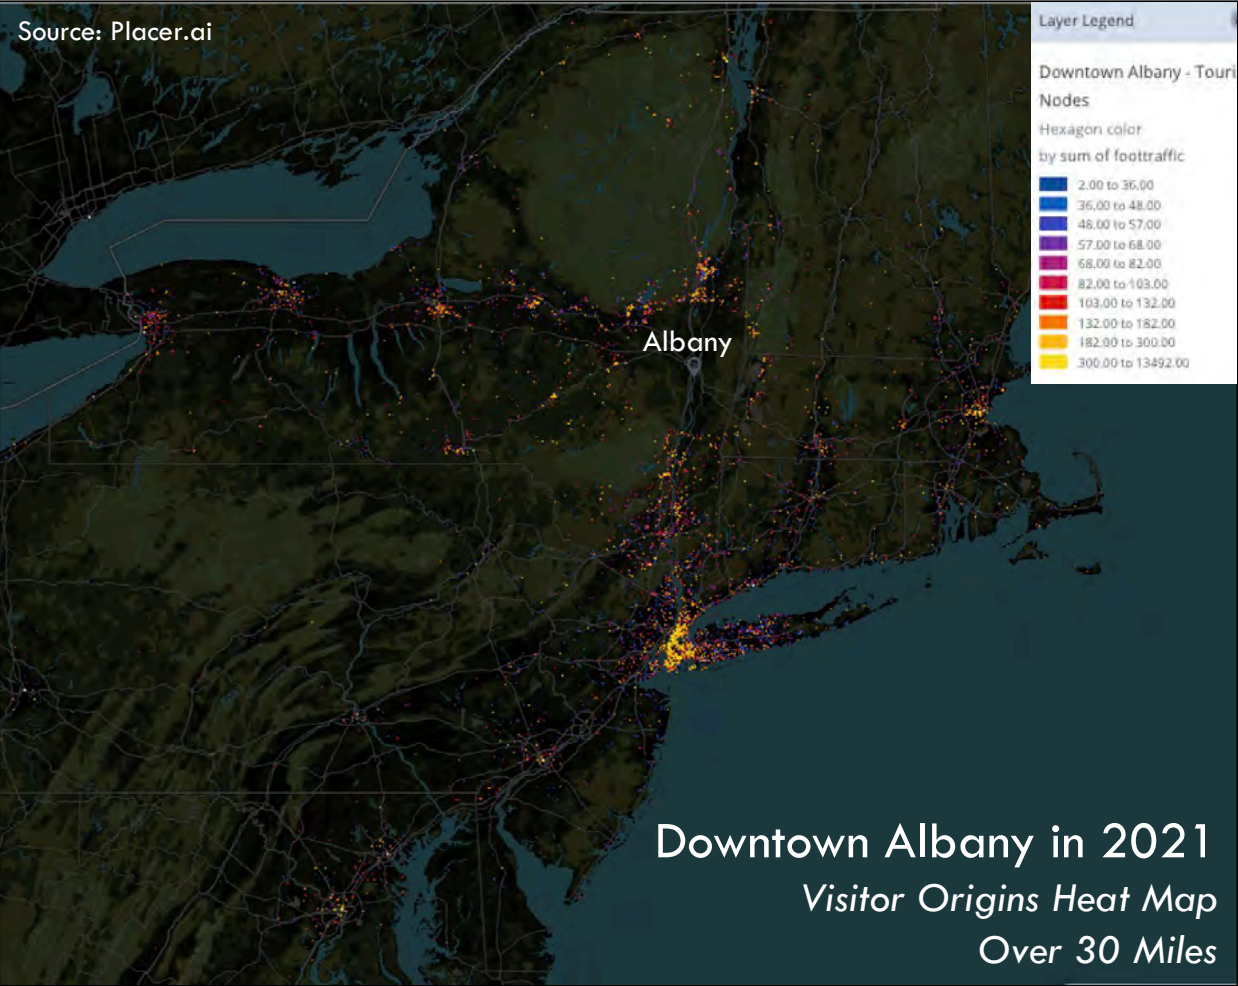 Source: Placer.ai
Layer Legend
Downtown Albany - Touri
Nodes
Hexagon color
by sum of foottraffic
2.00 to 36.00
36.00 to 48.00
48.00 to 57.00
57.00 to 68.00
68.00 to 82.00
82.00 to 103.00
103.00 to 132.00
132.00 to 182.00
182.00 to 300.00
300.00 to 13492.00
Albany
Downtown Albany in 2021
Visitor Origins Heat Map
Over 30 Miles